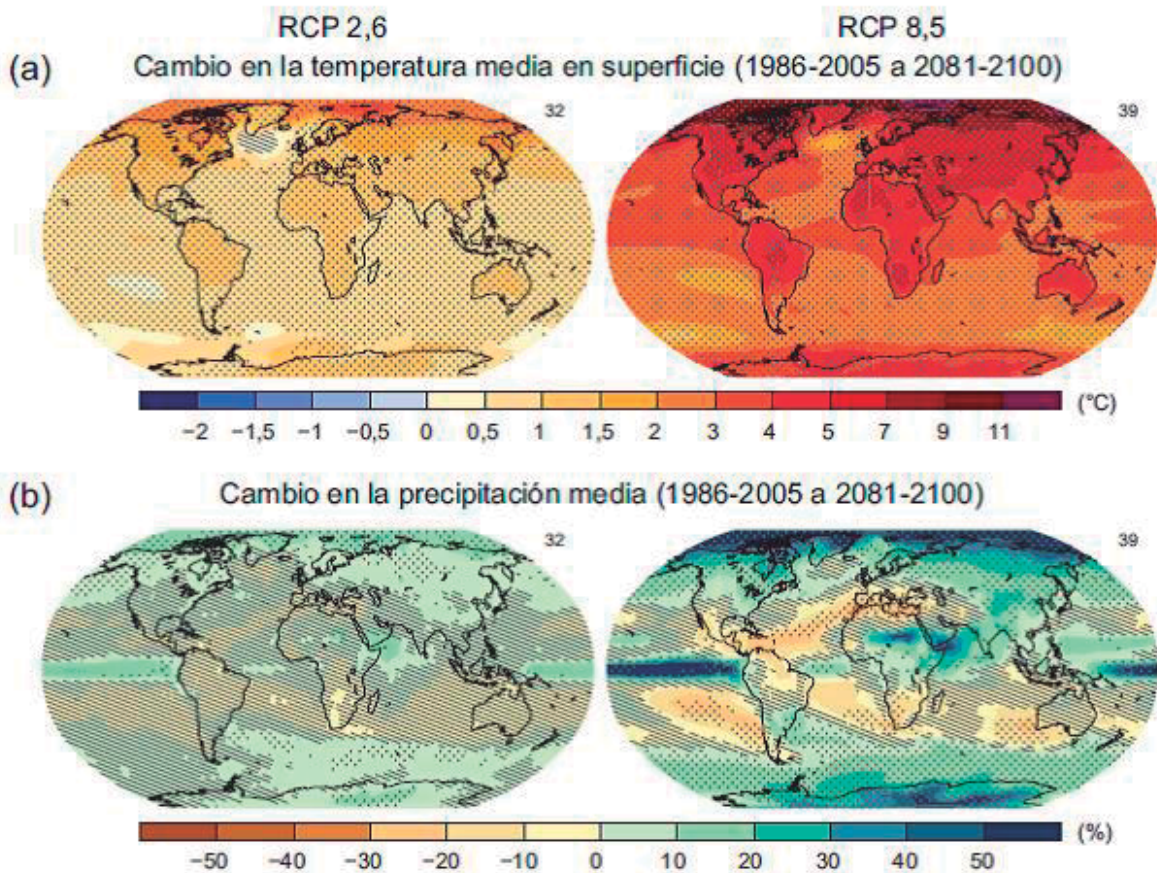 RCP 2,6 RCP 8,5
(a) Cambio en la temperatura media en superficie (1986-2005 a 2081-2100)
32 39
(°C)
−2 −1,5 −1 −0,5 0 0,5 1 1,5 2 3 4 5 7 9 11
(b) Cambio en la precipitación media (1986-2005 a 2081-2100)
32 39
(%)
−50 −40 −30 −20 −10 0 10 20 30 40 50